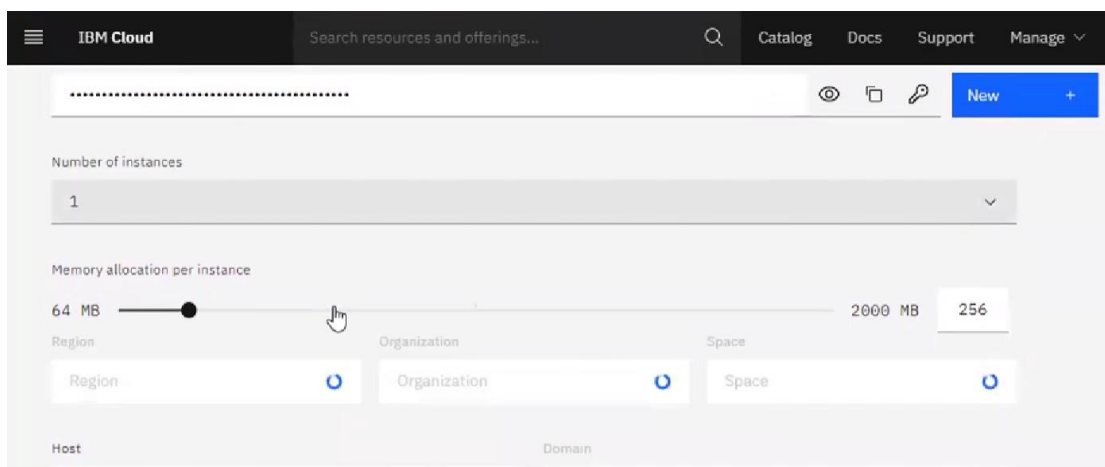 IBM Cloud Search resources and offerings... Catalog Docs Support Manage
•••••••••••••••••••••••••••••••••••••••••••• New +
Number of instances
1
Memory allocation per instance
64 MB 2000 MB 256
Region Organization Space
Region Organization Space
Host Domain